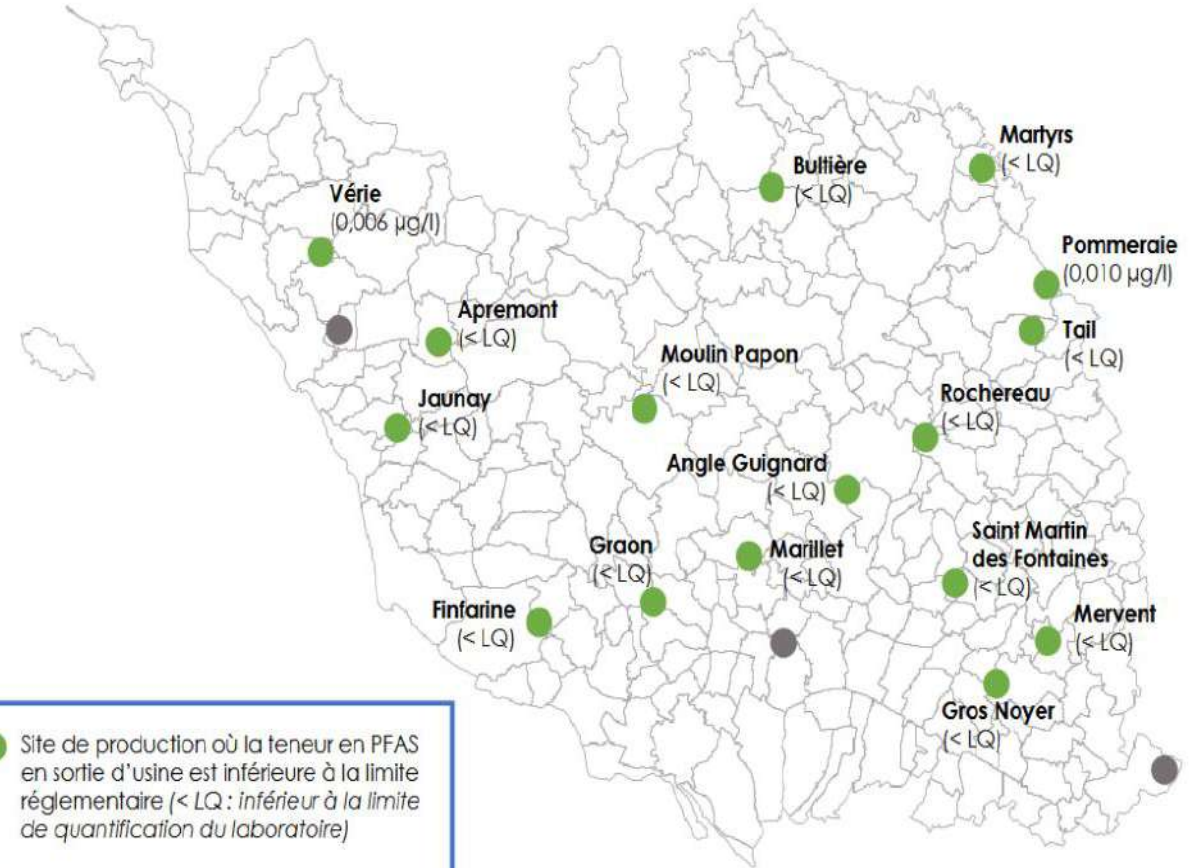 Martyrs
(< LQ)
Bultière
(< LQ)
Vérie
(0,006 µg/l)
Pommeraie
(0,010 µg/l)
Apremont
(< LQ)
Tail
(< LQ)
Moulin Papon
(< LQ)
Jaunay
(< LQ)
Rochereau
(< LQ)
Angle Guignard
(< LQ)
Saint Martin
des Fontaines
(< LQ)
Graon
(< LQ)
Marillet
(< LQ)
Finfarine
(< LQ)
Mervent
(< LQ)
Gros Noyer
(< LQ)
Site de production où la teneur en PFAS
en sortie d'usine est inférieure à la limite
réglementaire (< LQ : inférieur à la limite
de quantification du laboratoire)